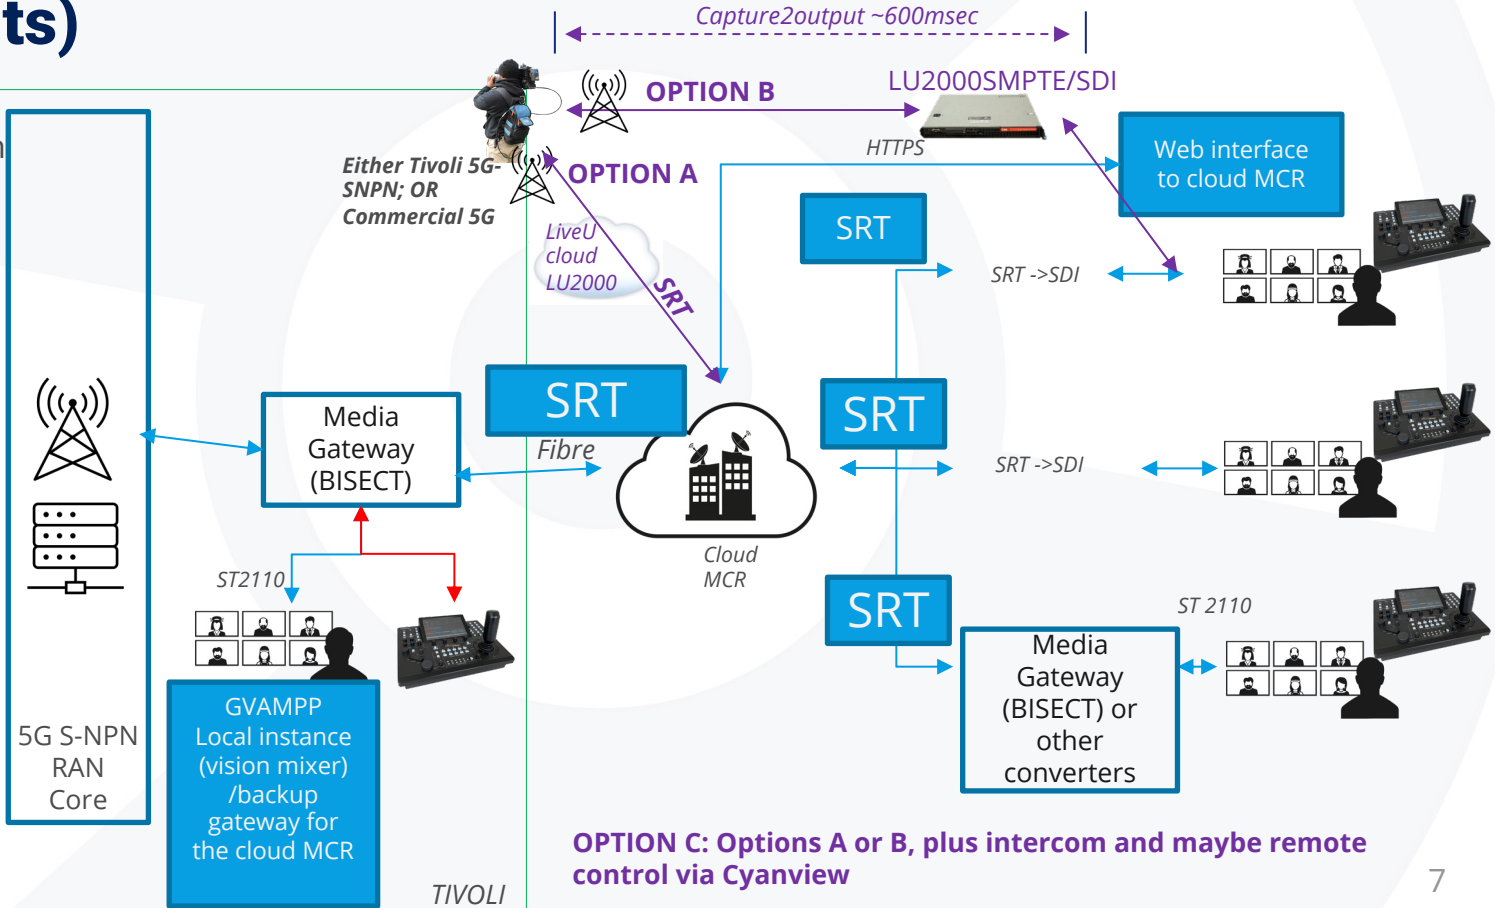 ts)
n
Capture2output ~600msec
OPTION B
LU2000SMPTE/SDI
HTTPS
Web interface
to cloud MCR
Either Tivoli 5G-
SNPN; OR
Commercial 5G
OPTION A
LiveU
cloud
LU2000
SRT
SRT
SRT ->SDI
SRT
Fibre
Media
Gateway
(BISECT)
SRT
SRT ->SDI
Cloud
MCR
ST2110
SRT
ST 2110
Media
Gateway
(BISECT) or
other
converters
GVAMPP
Local instance
(vision mixer)
/backup
gateway for
the cloud MCR
5G S-NPN
RAN
Core
TIVOLI
OPTION C: Options A or B, plus intercom and maybe remote
control via Cyanview
7